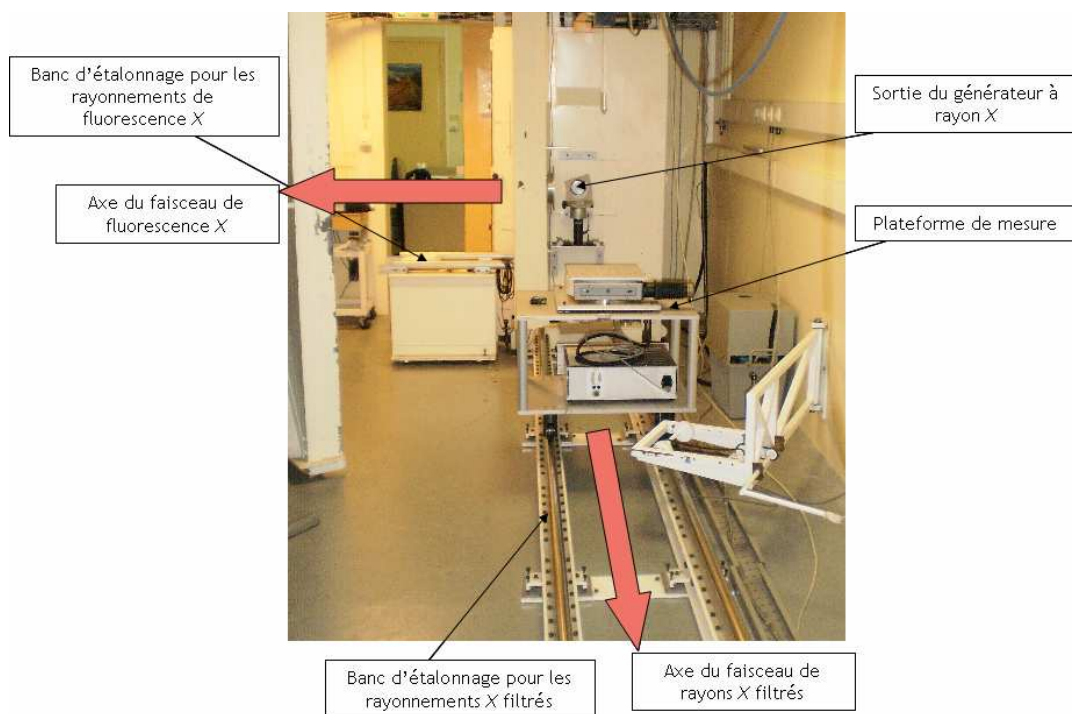 Banc d'étalonnage pour les
rayonnements de
fluorescence X
Axe du faisceau de
fluorescence X
Sortie du générateur à
rayon X
Plateforme de mesure
Banc d'étalonnage pour les
rayonnements X filtrés
Axe du faisceau de
rayons X filtrés